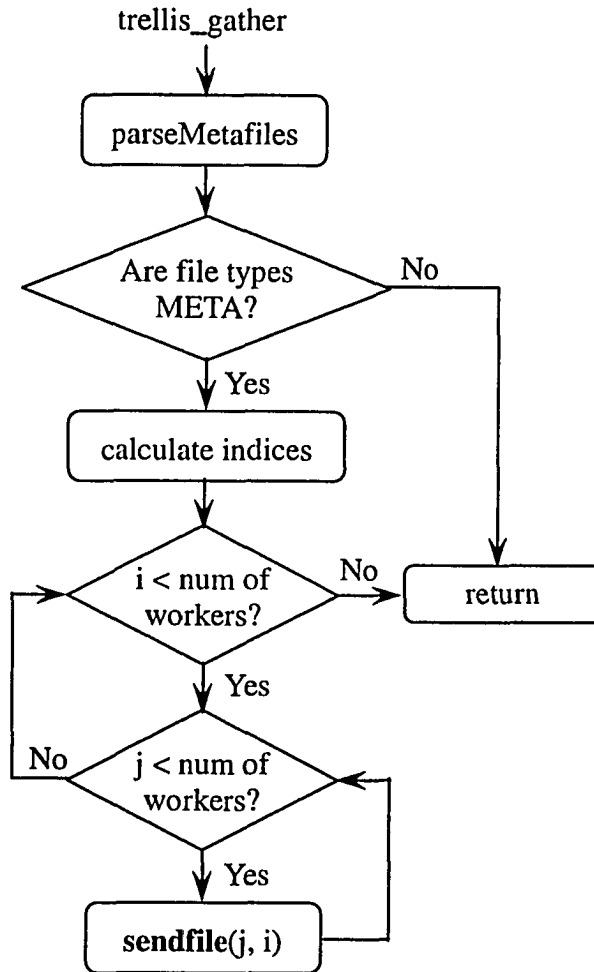 trellis_gather
parseMetafiles
Are file types
META?
No
Yes
calculate indices
i < num of
workers?
No
return
Yes
No
j < num of
workers?
Yes
sendfile(j, i)